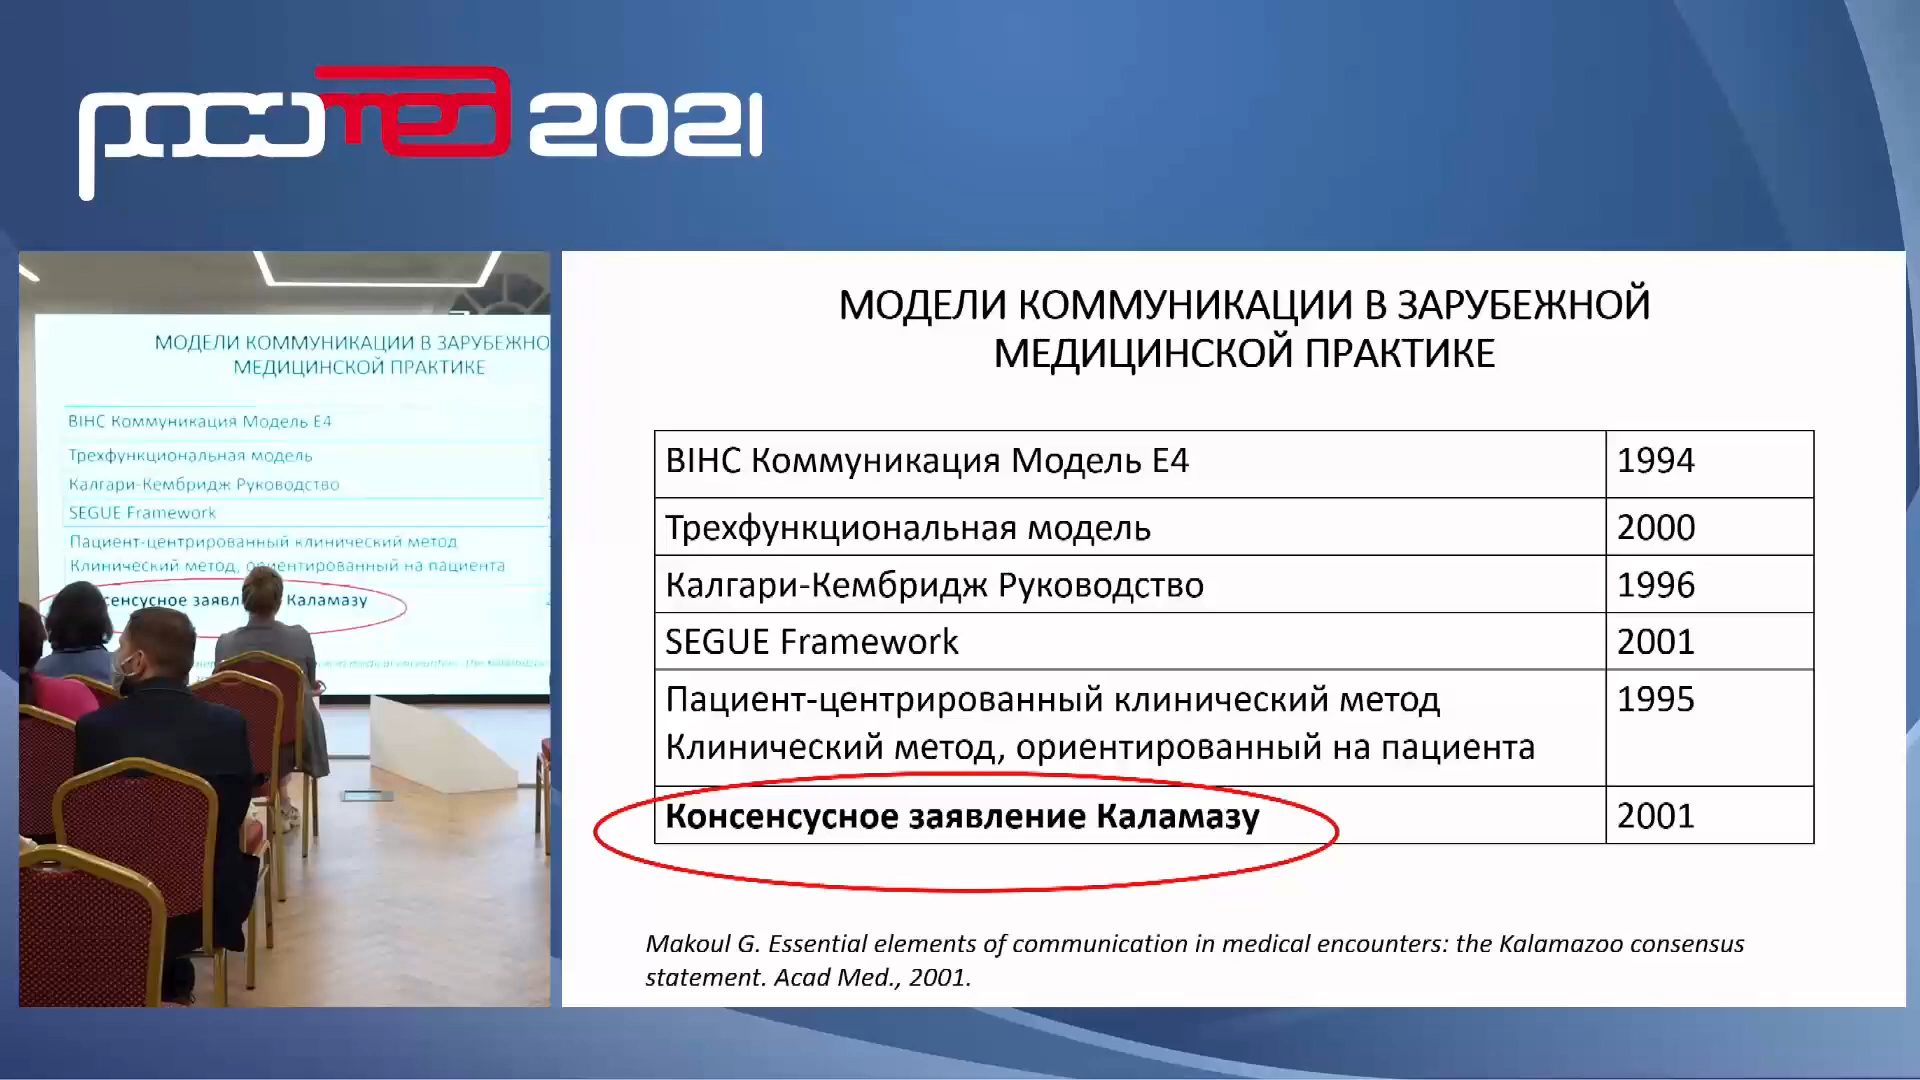 росомед 2021
МОДЕЛИ КОММУНИКАЦИИ В ЗАРУБЕЖНО
МЕДИЦИНСКОЙ ПРАКТИКЕ
BIHC Коммуникация Модель Е4
Трехфункциональная модель
Калгари-Кембридж Руководство
SEGUE Framework
Пациент-центрированный клинический метод
Клинический метод, ориентированный на пациента
Каламазу
МОДЕЛИ КОММУНИКАЦИИ В ЗАРУБЕЖНОЙ
МЕДИЦИНСКОЙ ПРАКТИКЕ
BIHC Коммуникация Модель Е4 1994
Трехфункциональная модель 2000
Калгари-Кембридж Руководство 1996
SEGUE Framework 2001
Пациент-центрированный клинический метод 1995
Клинический метод, ориентированный на пациента
Консенсусное заявление Каламазу 2001
Makoul G. Essential elements of communication in medical encounters: the Kalamazoo consensus
statement. Acad Med., 2001.